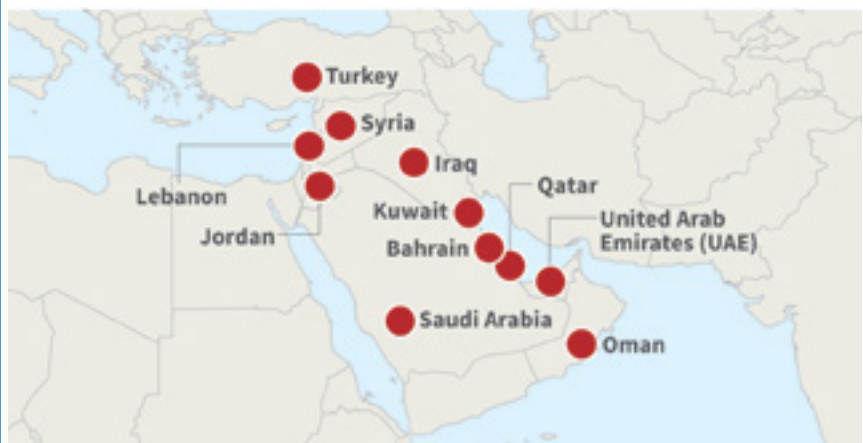 Turkey
Syria
Iraq
Lebanon
Qatar
Kuwait
United Arab
Emirates (UAE)
Jordan
Bahrain
Saudi Arabia
Oman